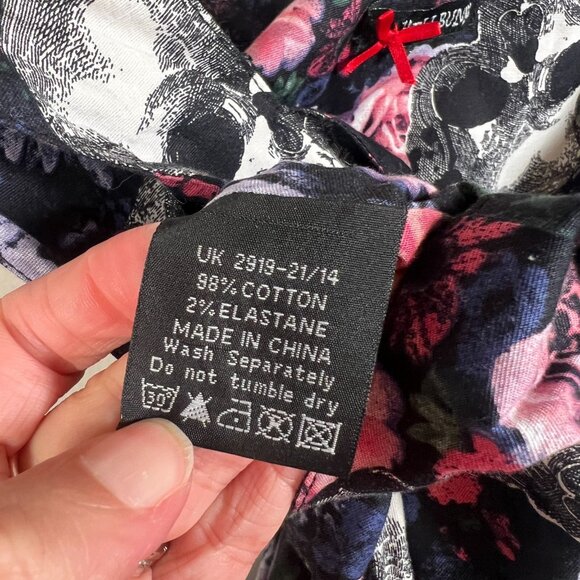 UK 2919-21/14
98% COTTON
2% ELASTANE
MADE IN CHINA
Wash Separately
Do not tumble dry
30°